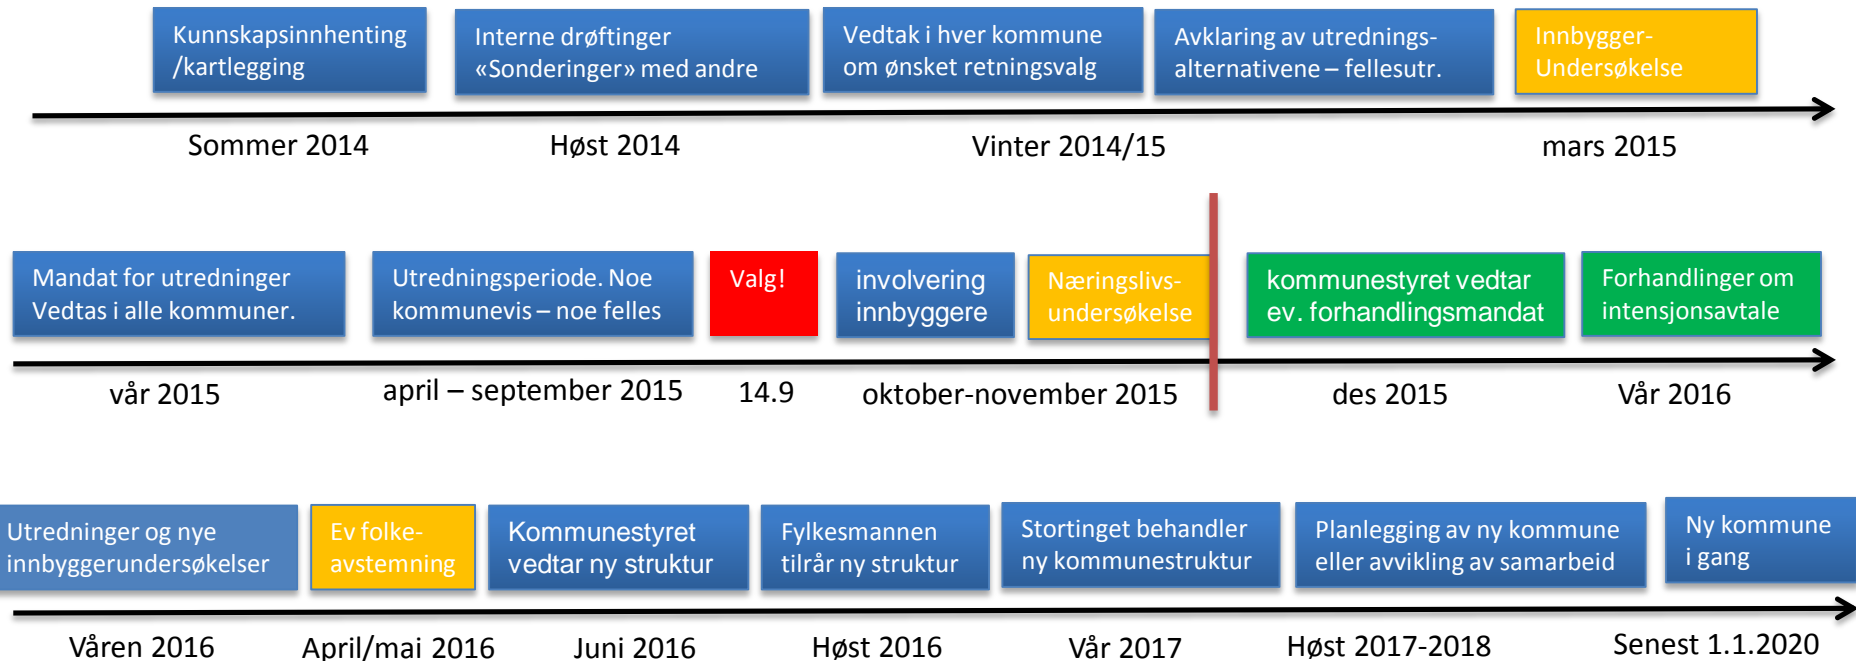 Kunnskapsinnhenting
/kartlegging
Interne drøftinger
«Sonderinger» med andre
Vedtak i hver kommune
om ønsket retningsvalg
Avklaring av utrednings-
alternativene – fellesutr.
Innbygger-
Undersøkelse
Sommer 2014
Høst 2014
Vinter 2014/15
mars 2015
Mandat for utredninger
Vedtas i alle kommuner.
Utredningsperiode. Noe
kommunevis – noe felles
Valg!
involvering
innbyggere
Næringslivs-
undersøkelse
kommunestyret vedtar
ev. forhandlingsmandat
Forhandlinger om
intensjonsavtale
vår 2015
april – september 2015
14.9
oktober-november 2015
des 2015
Vår 2016
Utredninger og nye
innbyggerundersøkelser
Ev folke-
avstemning
Kommunestyret
vedtar ny struktur
Fylkesmannen
tilrår ny struktur
Stortinget behandler
ny kommunestruktur
Planlegging av ny kommune
eller avvikling av samarbeid
Ny kommune
i gang
Våren 2016
April/mai 2016
Juni 2016
Høst 2016
Vår 2017
Høst 2017-2018
Senest 1.1.2020